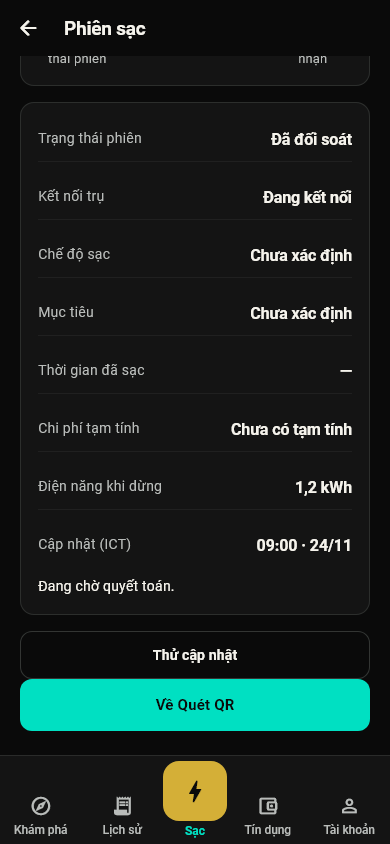 Phiên sạc
thái phiên
nhận
Trạng thái phiên
Đã đối soát
Kết nối trụ
Đang kết nối
Chế độ sạc
Chưa xác định
Mục tiêu
Chưa xác định
Thời gian đã sạc
—
Chi phí tạm tính
Chưa có tạm tính
Điện năng khi dừng
1,2 kWh
Cập nhật (ICT)
09:00 · 24/11
Đang chờ quyết toán.
Thử cập nhật
Về Quét QR
Khám phá
Lịch sử
Sạc
Tín dụng
Tài khoản